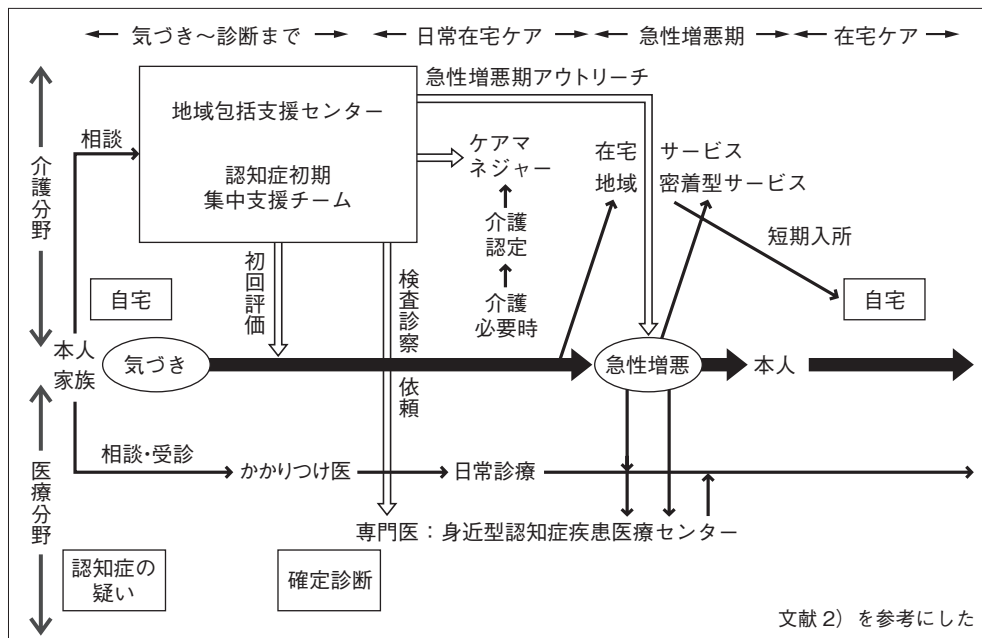 気づき～診断まで
日常在宅ケア
急性増悪期
在宅ケア
急性増悪期アウトリーチ
地域包括支援センター
認知症初期
集中支援チーム
相談
ケアマ
ネジャー
在宅 サービス
地域 密着型サービス
介護
認定
短期入所
介護
必要時
介護分野
初回評価
検査診察
依頼
自宅
自宅
本人
家族
気づき
急性増悪
本人
相談・受診
かかりつけ医
日常診療
専門医：身近型認知症疾患医療センター
医療分野
認知症の
疑い
確定診断
文献 2）を参考にした